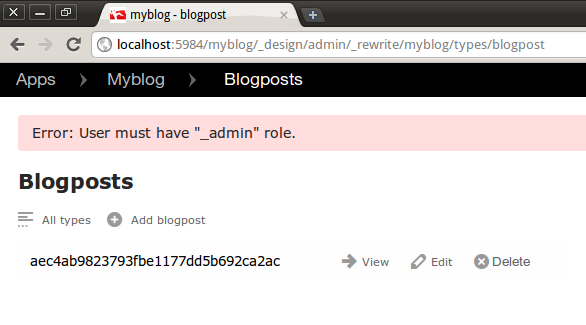 myblog - blogpost
localhost:5984/myblog/_design/admin/_rewrite/myblog/types/blogpost
Apps Myblog Blogposts
Error: User must have "_admin" role.
Blogposts
All types Add blogpost
aec4ab9823793fbe1177dd5b692ca2ac View Edit Delete